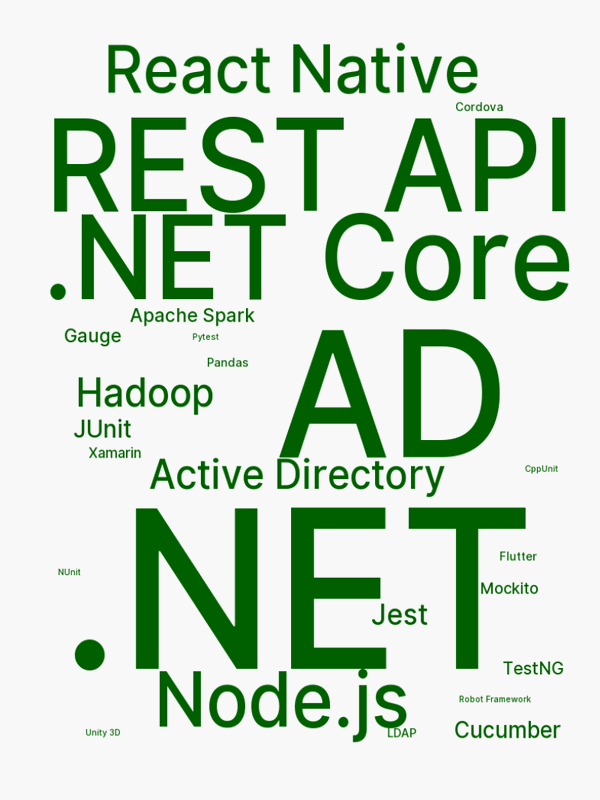 React Native
Cordova
REST API
.NET Core
Apache Spark
Gauge
Pytest
AD
Pandas
Hadoop
JUnit
Xamarin
Active Directory
CppUnit
.NET
Flutter
NUnit
Mockito
Jest
TestNG
Node.js
Robot Framework
Unity 3D
LDAP
Cucumber